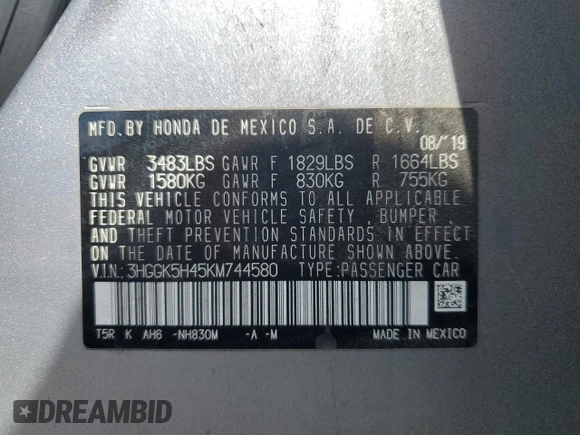 MFD.BY HONDA DE MEXICO S.A. DE C.V.
08/'19
GVWR 3483LBS GAWR F 1829LBS R 1664LBS
GVWR 1580KG GAWR F 830KG R 755KG
THIS VEHICLE CONFORMS TO ALL APPLICABLE
FEDERAL MOTOR VEHICLE SAFETY , BUMPER ,
AND THEFT PREVENTION STANDARDS IN EFFECT
ON THE DATE OF MANUFACTURE SHOWN ABOVE.
V.I.N.: 3HGGK5H45KM744580 TYPE:PASSENGER CAR
T5R K AH6 -NH830M -A -M
MADE IN MEXICO
DREAMBID